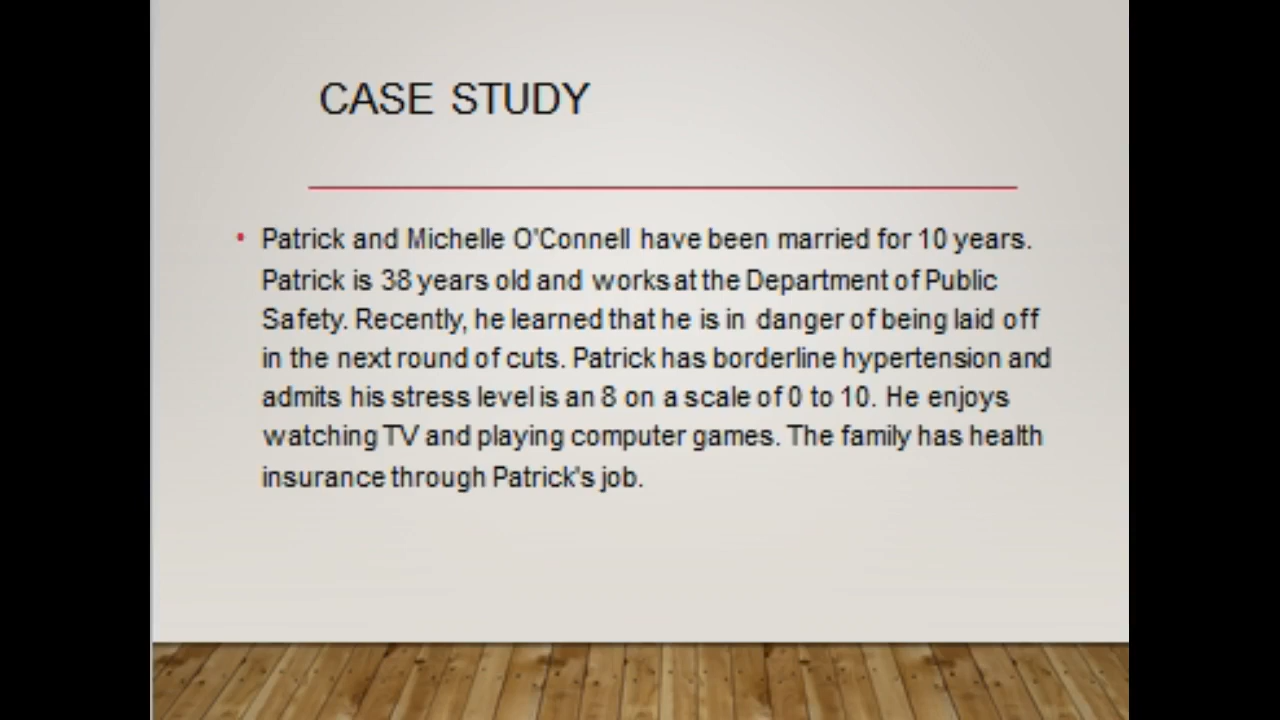 CASE STUDY
• Patrick and Michelle O'Connell have been married for 10 years.
Patrick is 38 years old and works at the Department of Public
Safety. Recently, he learned that he is in danger of being laid off
in the next round of cuts. Patrick has borderline hypertension and
admits his stress level is an 8 on a scale of 0 to 10. He enjoys
watching TV and playing computer games. The family has health
insurance through Patrick's job.